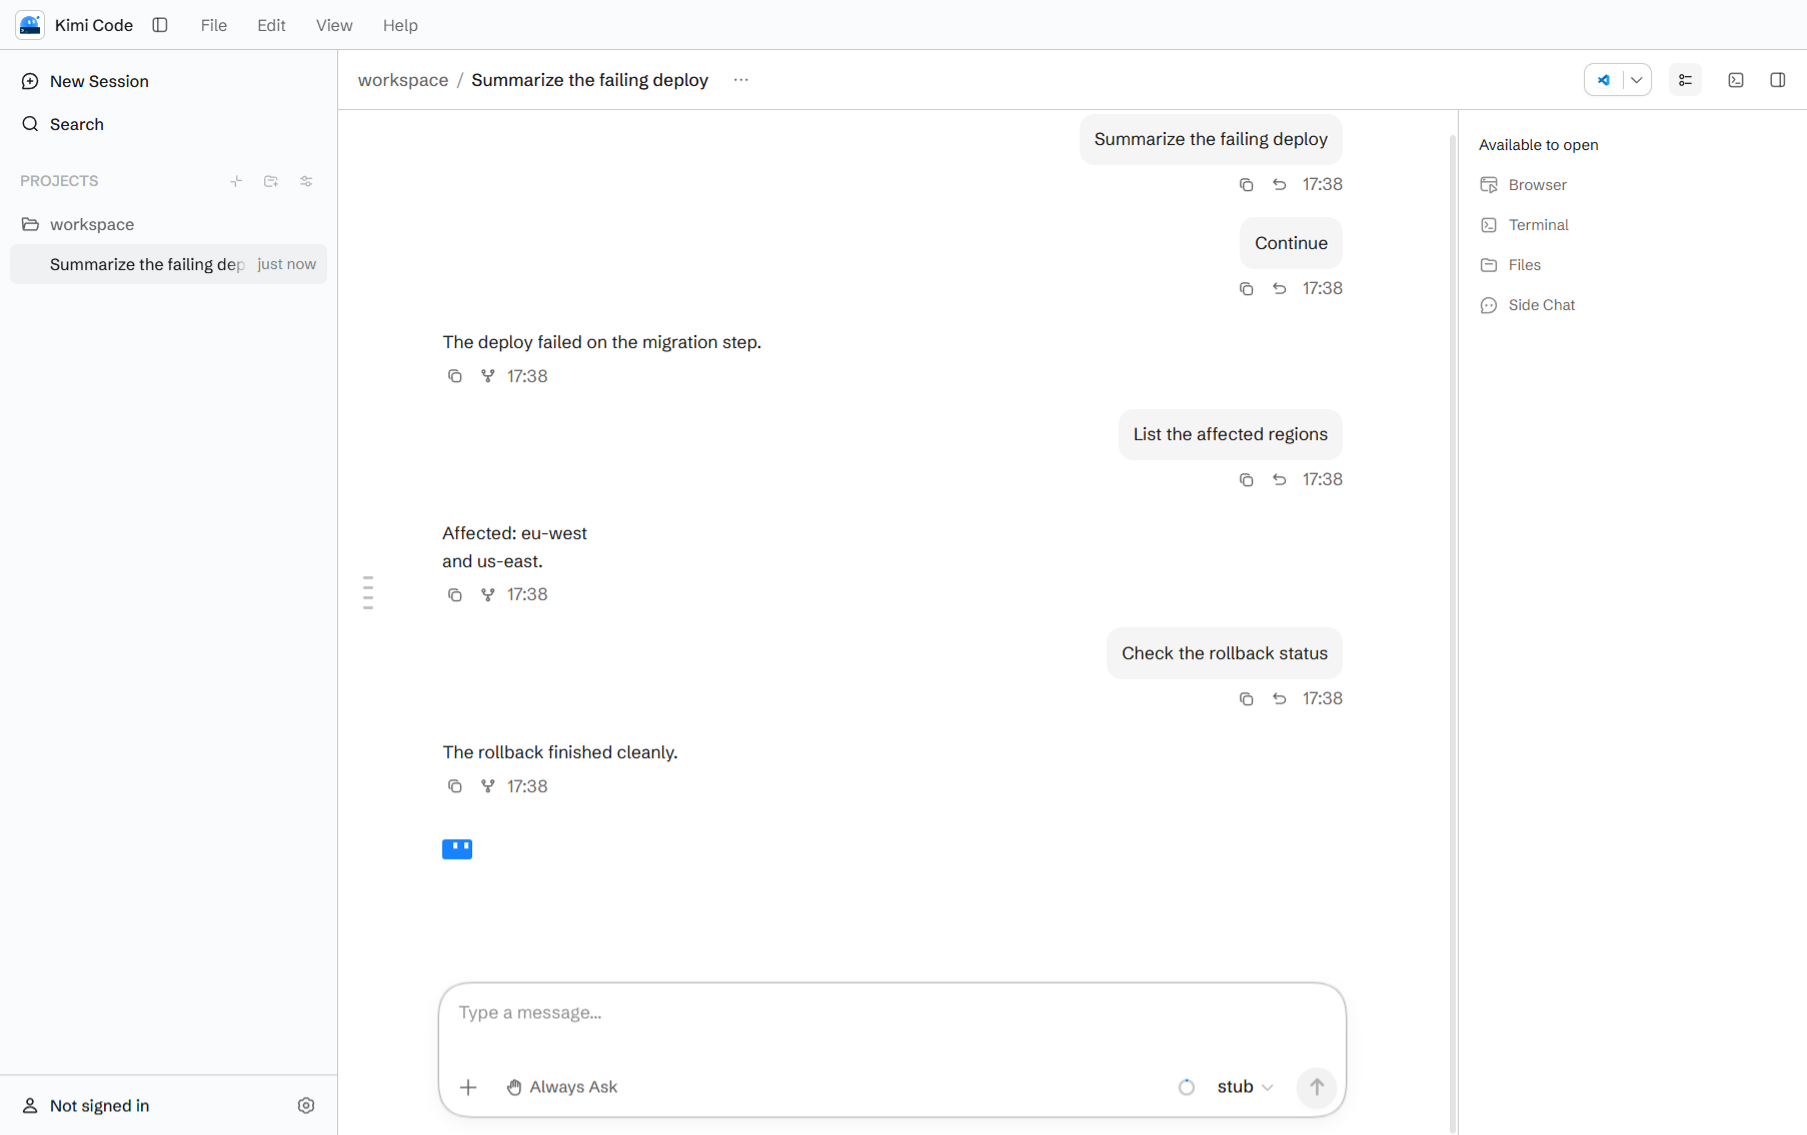 Kimi Code File Edit View Help
New Session
Search
PROJECTS
workspace
Summarize the failing dep just now
Not signed in
workspace / Summarize the failing deploy ...
Summarize the failing deploy
17:38
Continue
17:38
The deploy failed on the migration step.
17:38
List the affected regions
17:38
Affected: eu-west
and us-east.
17:38
Check the rollback status
17:38
The rollback finished cleanly.
17:38
Type a message...
Always Ask stub
Available to open
Browser
Terminal
Files
Side Chat